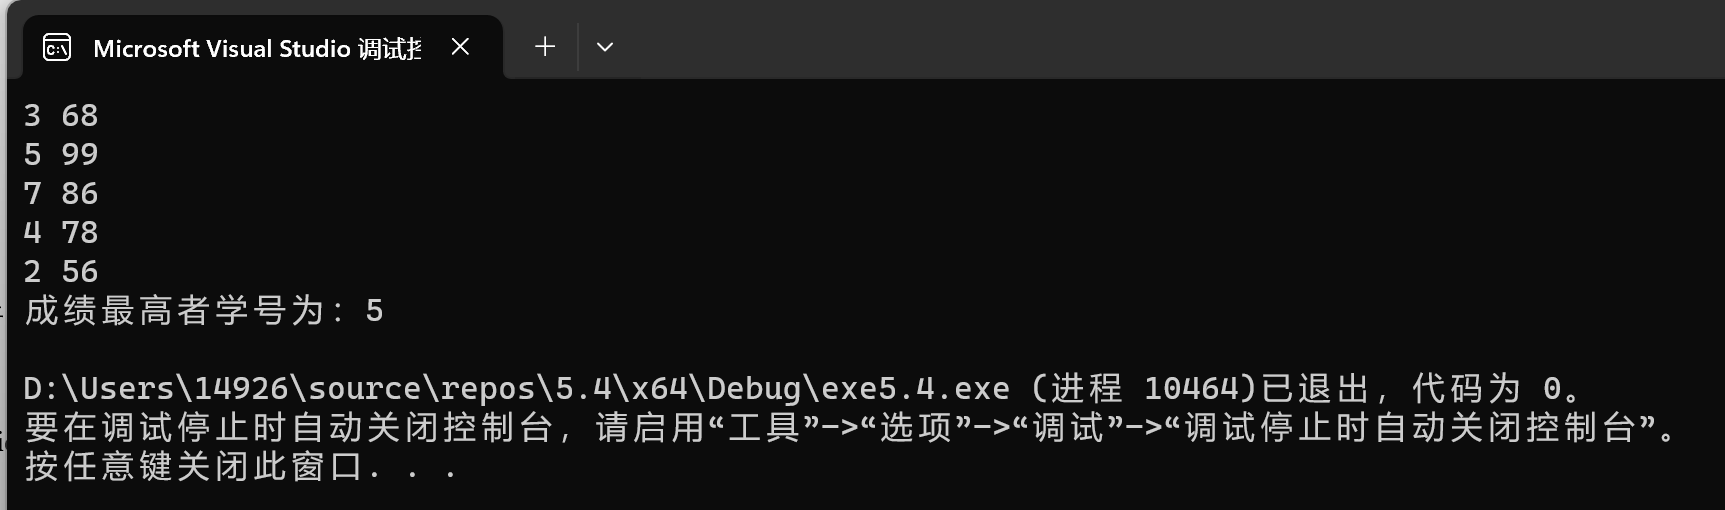 Microsoft Visual Studio 调试
3 68
5 99
7 86
4 78
2 56
成绩最高者学号为：5
D:\Users\14926\source\repos\5.4\x64\Debug\exe5.4.exe (进程 10464)已退出，代码为 0。
要在调试停止时自动关闭控制台，请启用“工具”->“选项”->“调试”->“调试停止时自动关闭控制台”。
按任意键关闭此窗口. . .